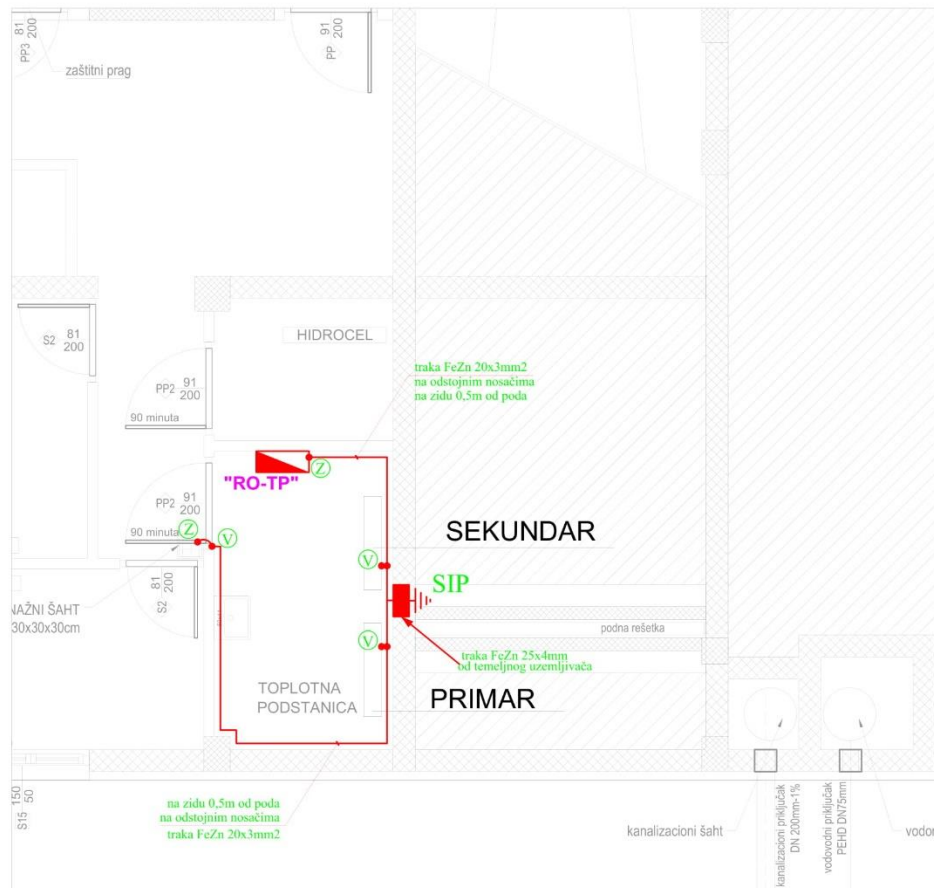 81
200
PP3
zaštitni prag
91
200
PP
HIDROCEL
S2
81
200
PP2
91
200
90 minuta
traka FeZn 20x3mm2
na odstojnim nosačima
na zidu 0,5m od poda
Z
"RO-TP"
PP2
91
200
90 minuta
Z
V
V
SEKUNDAR
SIP
81
200
S2
NAŽNI ŠAHT
30x30x30cm
podna rešetka
V
traka FeZn 25x4mm
od temeljnog uzemljivača
TOPLOTNA
PODSTANICA
PRIMAR
150
50
S15
na zidu 0,5m od poda
na odstojnim nosačima
traka FeZn 20x3mm2
kanalizacioni šaht
kanalizacioni priključak
DN 200mm-1%
vodovodni priključak
PEHD DN75mm
vodor